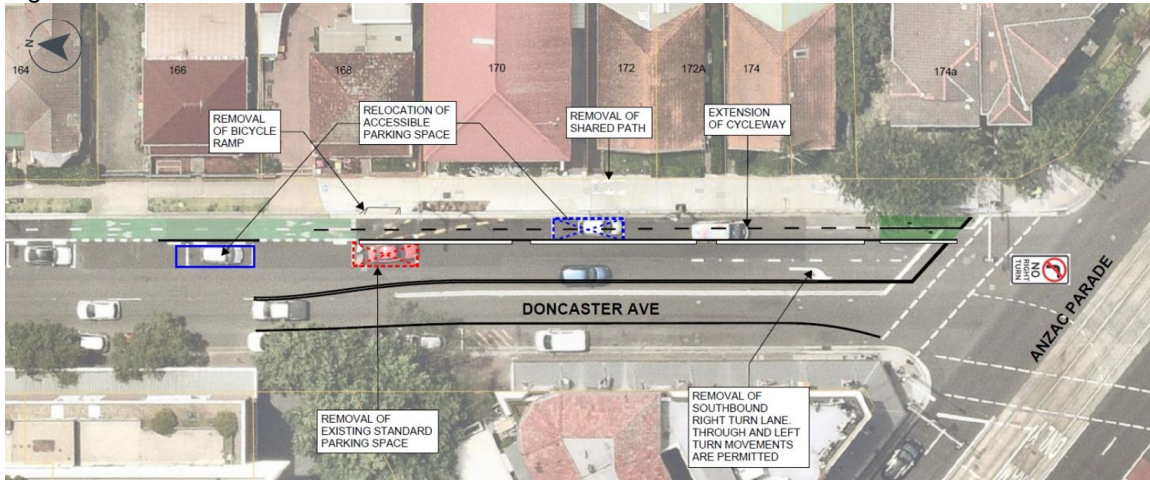 N
164
166
168
170
172
172A
174
174a
REMOVAL
OF BICYCLE
RAMP
RELOCATION OF
ACCESSIBLE
PARKING SPACE
REMOVAL OF
SHARED PATH
EXTENSION
OF CYCLEWAY
NO
RIGHT
TURN
DONCASTER AVE
ANZAC PARADE
REMOVAL OF
EXISTING STANDARD
PARKING SPACE
REMOVAL OF
SOUTHBOUND
RIGHT TURN LANE.
THROUGH AND LEFT
TURN MOVEMENTS
ARE PERMITTED